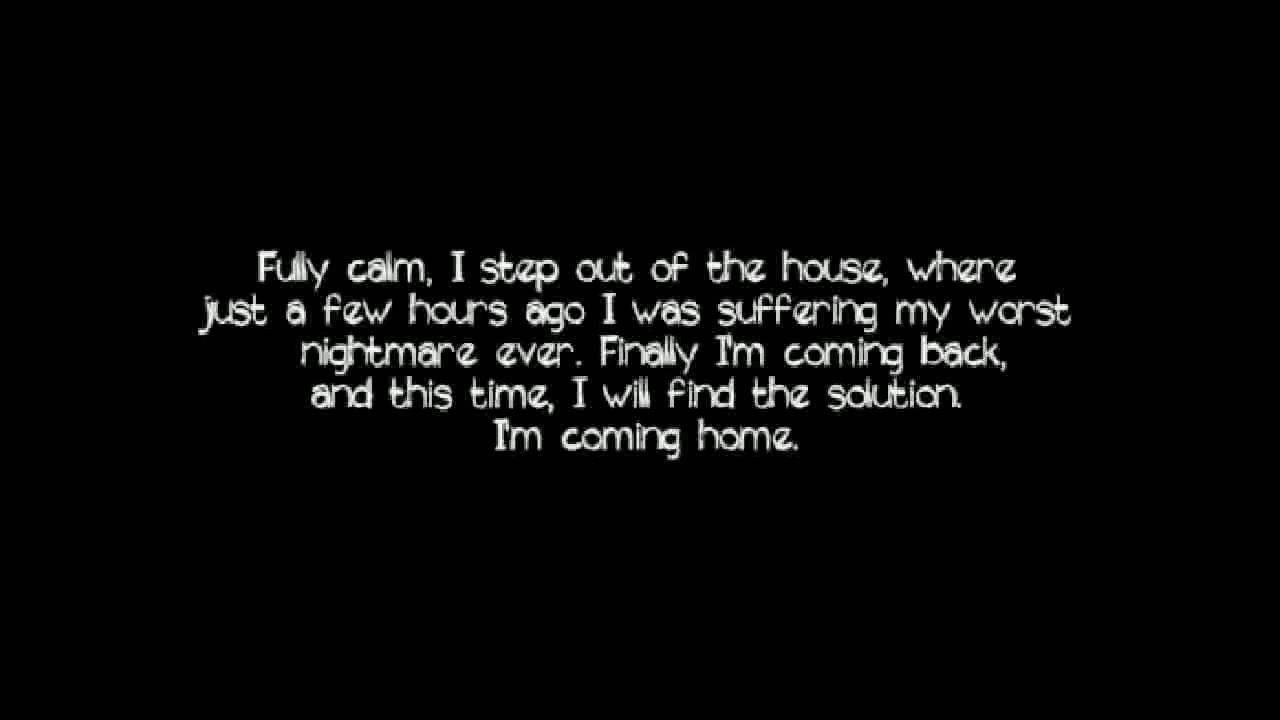 Fully calm, I step out of the house, where
just a few hours ago I was suffering my worst
nightmare ever. Finally I'm coming back,
and this time, I will find the solution.
I'm coming home.